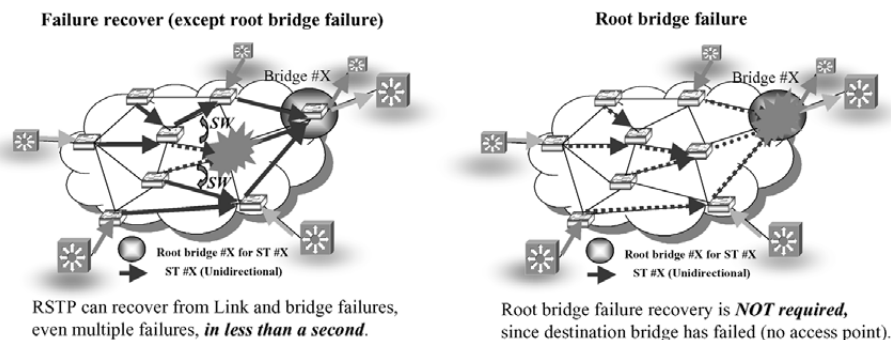 Failure recover (except root bridge failure)
Bridge #X
SW
SW
Root bridge #X for ST #X
ST #X (Unidirectional)
RSTP can recover from Link and bridge failures,
even multiple failures, in less than a second.
Root bridge failure
Bridge #X
Root bridge #X for ST #X
ST #X (Unidirectional)
Root bridge failure recovery is NOT required,
since destination bridge has failed (no access point).